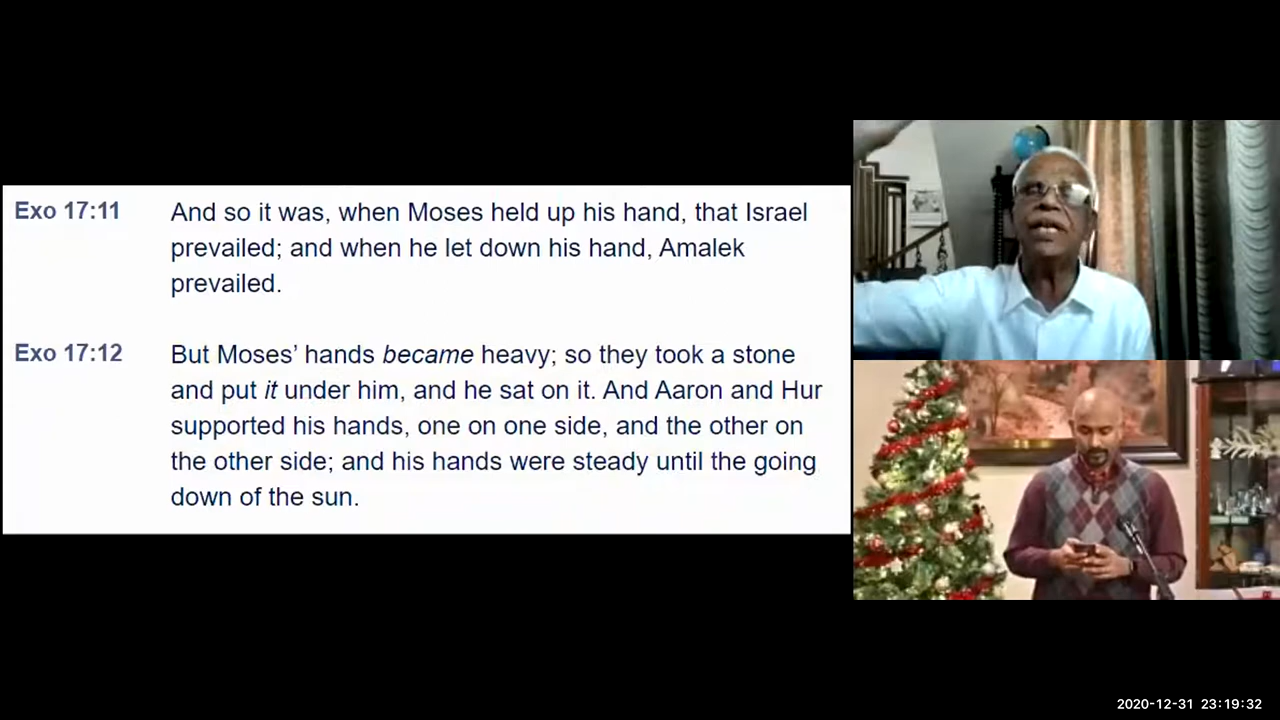 Exo 17:11 And so it was, when Moses held up his hand, that Israel
prevailed; and when he let down his hand, Amalek
prevailed.
Exo 17:12 But Moses’ hands became heavy; so they took a stone
and put it under him, and he sat on it. And Aaron and Hur
supported his hands, one on one side, and the other on
the other side; and his hands were steady until the going
down of the sun.
2020-12-31 23:19:32